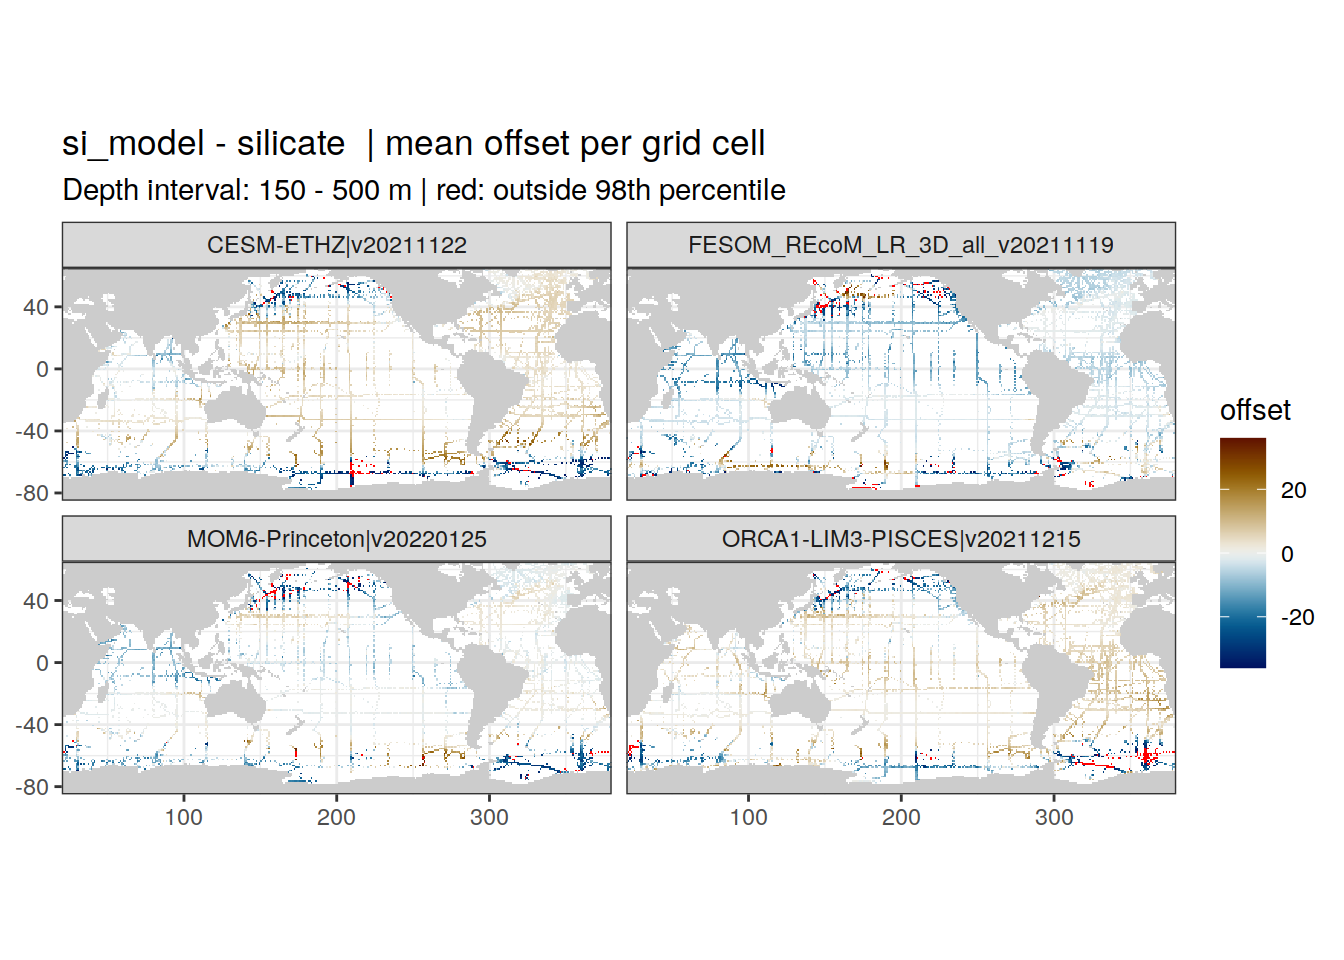 si_model - silicate  | mean offset per grid cell
Depth interval: 150 - 500 m | red: outside 98th percentile
CESM-ETHZ|v20211122
FESOM_REcoM_LR_3D_all_v20211119
40
0
-40
-80
MOM6-Princeton|v20220125
ORCA1-LIM3-PISCES|v20211215
40
0
-40
-80
100
200
300
100
200
300
offset
20
0
-20